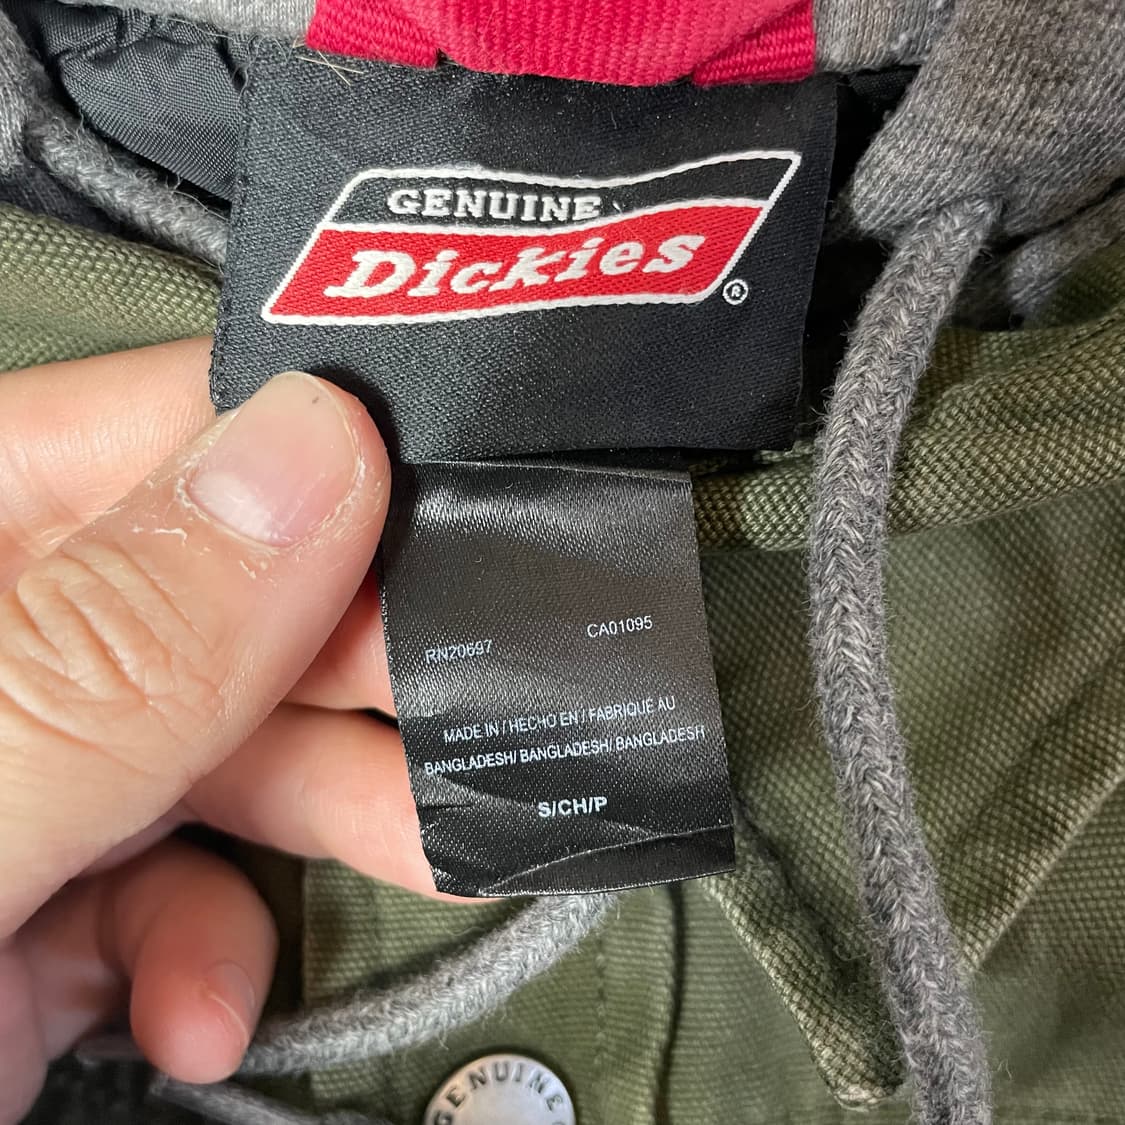 GENUINE
Dickies
®
CA01095
RN20697
MADE IN / HECHO EN / FABRIQUÉ AU
BANGLADESH/ BANGLADESH/ BANGLADESH
S/CH/P
GENUINE